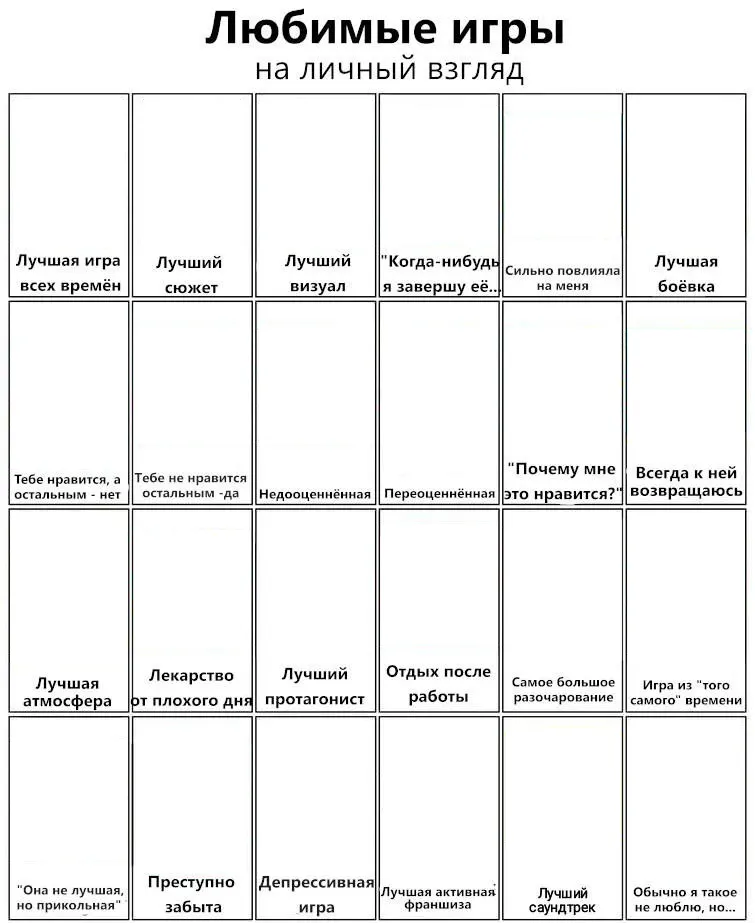 Любимые игры
на личный взгляд
Лучшая игра
всех времён
Лучший
сюжет
Лучший
визуал
"Когда-нибудь
я завершу её...
Сильно повлияла
на меня
Лучшая
боёвка
Тебе нравится, а
остальным - нет
Тебе не нравится
остальным -да
Недооценнённая
Переоценнённая
"Почему мне
это нравится?"
Всегда к ней
возвращаюсь
Лучшая
атмосфера
Лекарство
от плохого дня
Лучший
протагонист
Отдых после
работы
Самое большое
разочарование
Игра из "того
самого" времени
"Она не лучшая,
но прикольная"
Преступно
забыта
Депрессивная
игра
Лучшая активная
франшиза
Лучший
саундтрек
Обычно я такое
не люблю, но...